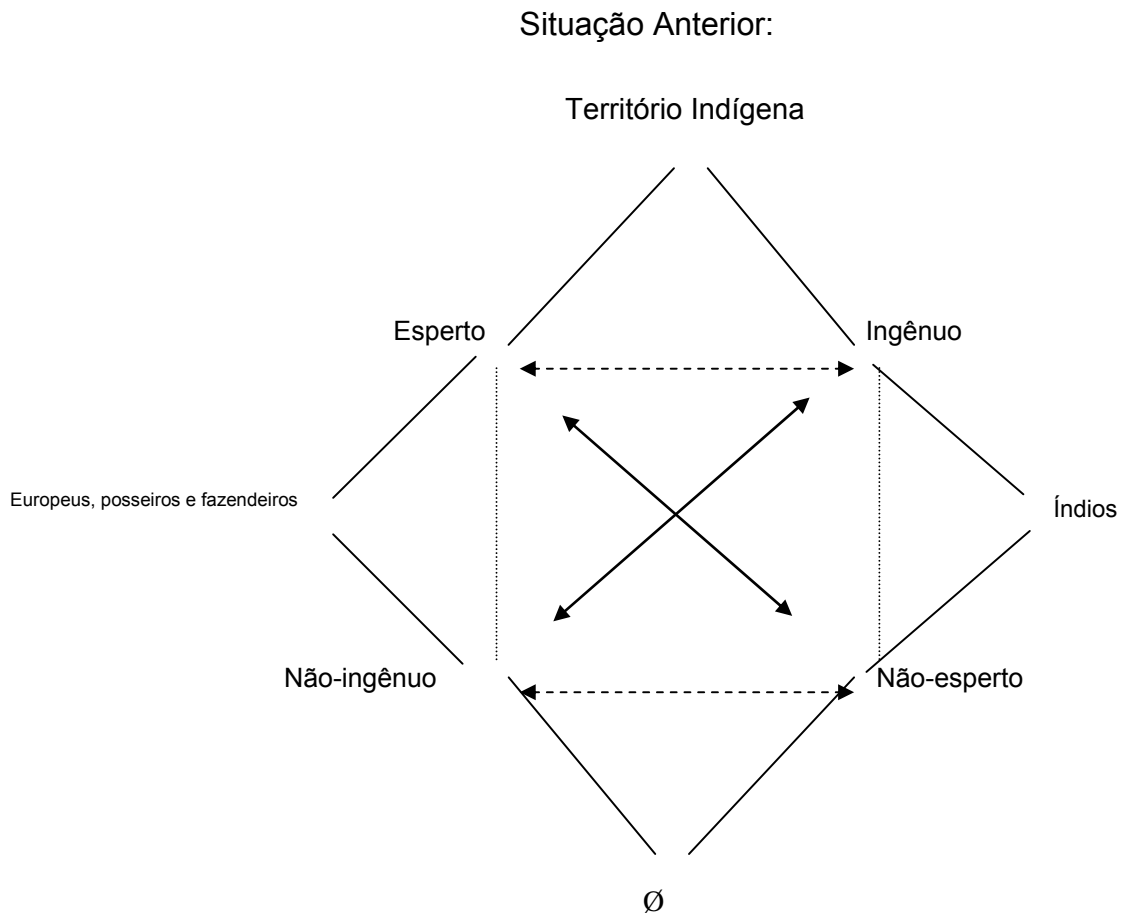 Situação Anterior:
Território Indígena
Esperto
Ingênuo
Europeus, posseiros e fazendeiros
Índios
Não-ingênuo
Não-esperto
Ø